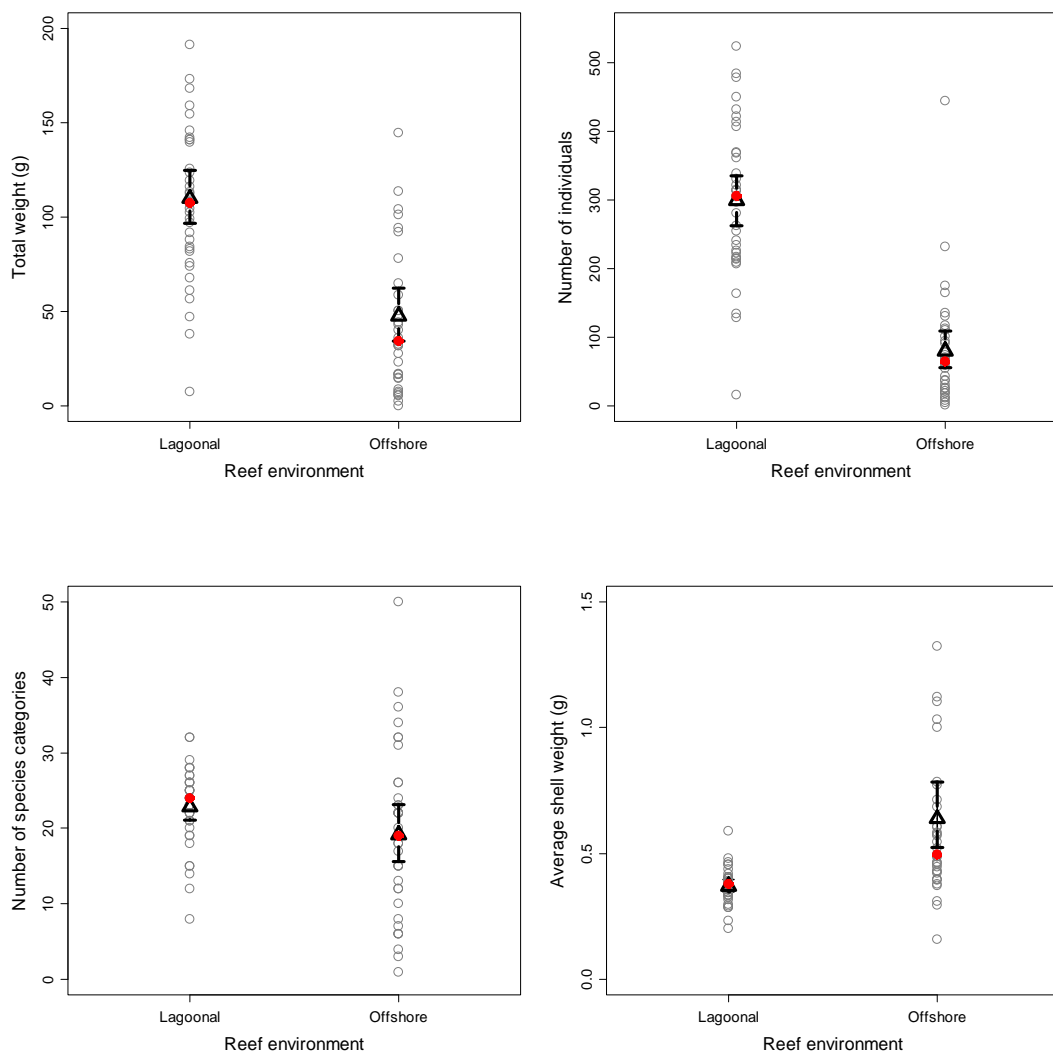 Total weight (g)
200
150
100
50
0
Lagoonal Offshore
Reef environment
Number of individuals
500
400
300
200
100
0
Lagoonal Offshore
Reef environment
Number of species categories
50
40
30
20
10
0
Lagoonal Offshore
Reef environment
Average shell weight (g)
1.5
1.0
0.5
0.0
Lagoonal Offshore
Reef environment